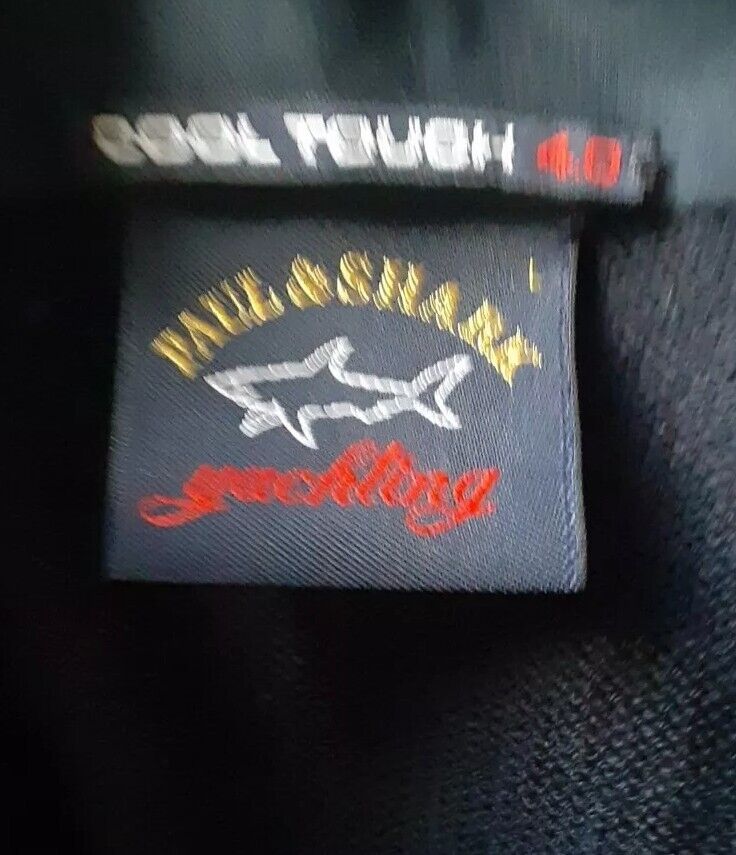 COOL TOUCH 4.0
PAUL & SHARK
yachting